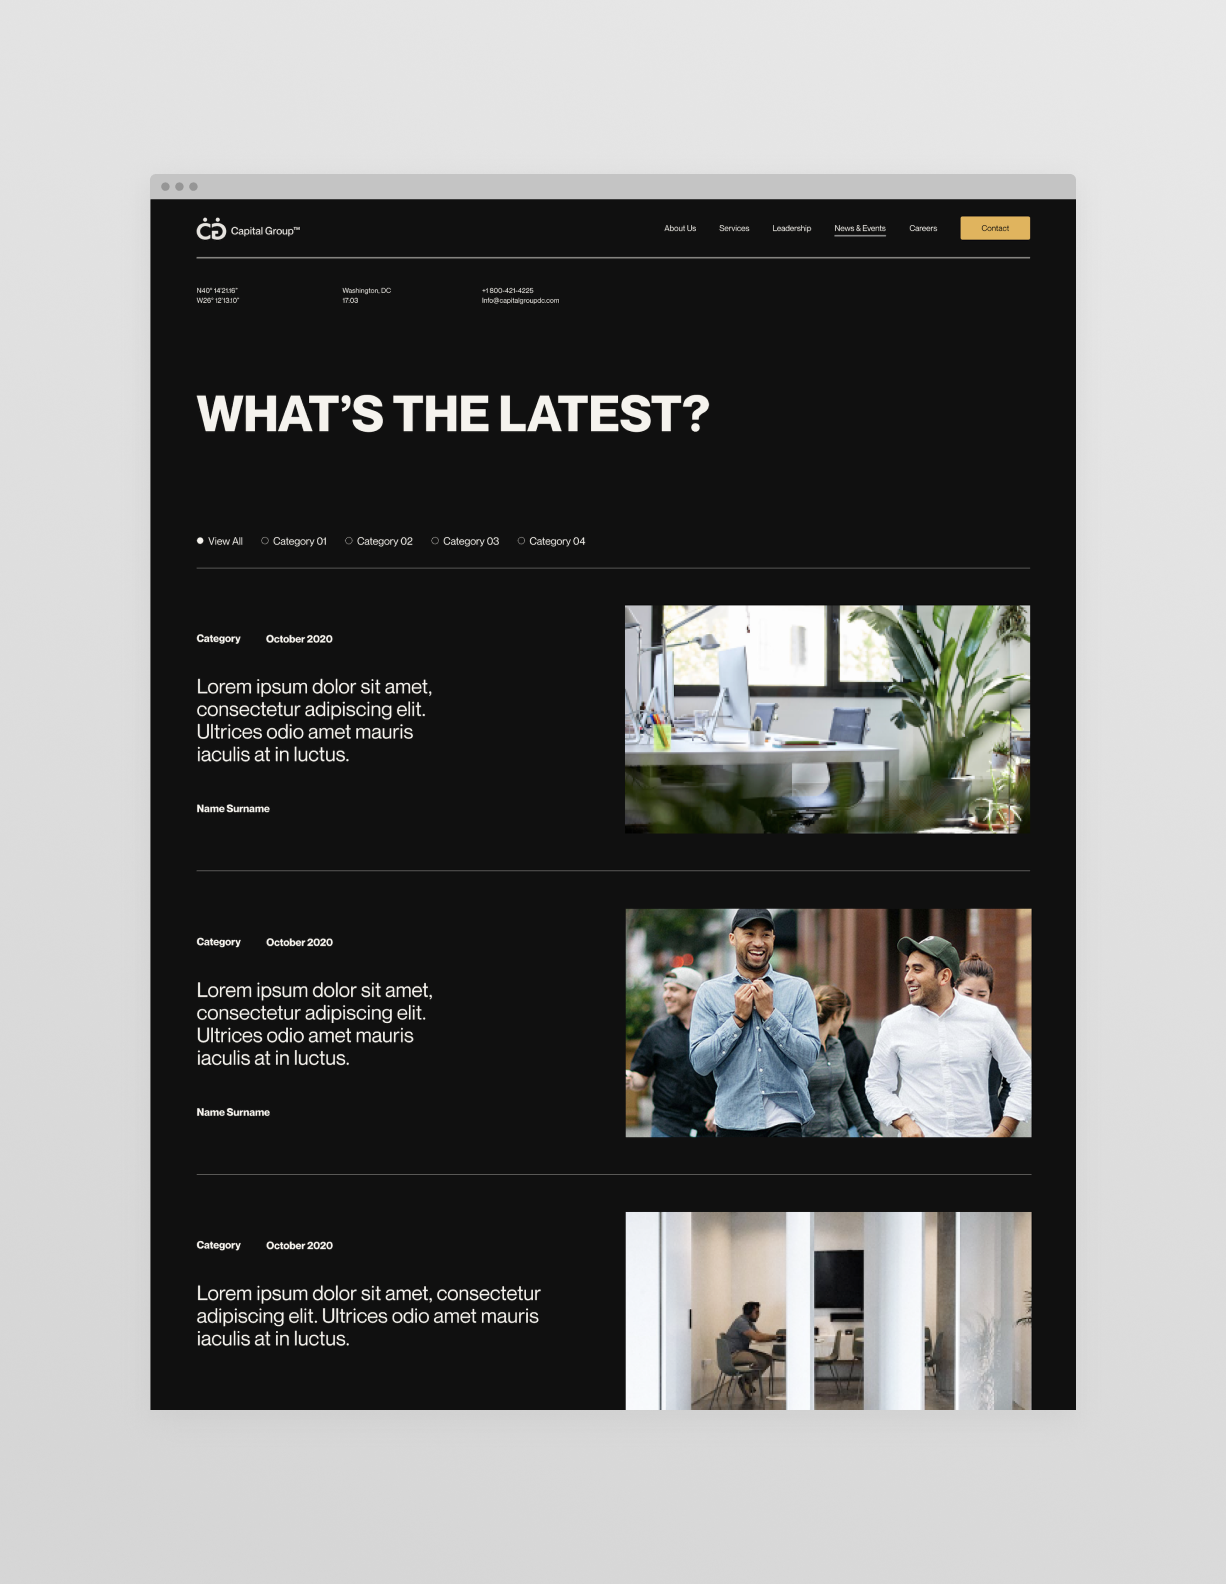 Capital Group™
About Us
Services
Leadership
News & Events
Careers
Contact
N40° 14'21.16"
W26° 12'13.10"
Washington, DC
17:03
+1 800-421-4225
Info@capitalgroupdc.com
WHAT’S THE LATEST?
View All
Category 01
Category 02
Category 03
Category 04
Category
October 2020
Lorem ipsum dolor sit amet,
consectetur adipiscing elit.
Ultrices odio amet mauris
iaculis at in luctus.
Name Surname
Category
October 2020
Lorem ipsum dolor sit amet,
consectetur adipiscing elit.
Ultrices odio amet mauris
iaculis at in luctus.
Name Surname
Category
October 2020
Lorem ipsum dolor sit amet, consectetur
adipiscing elit. Ultrices odio amet mauris
iaculis at in luctus.